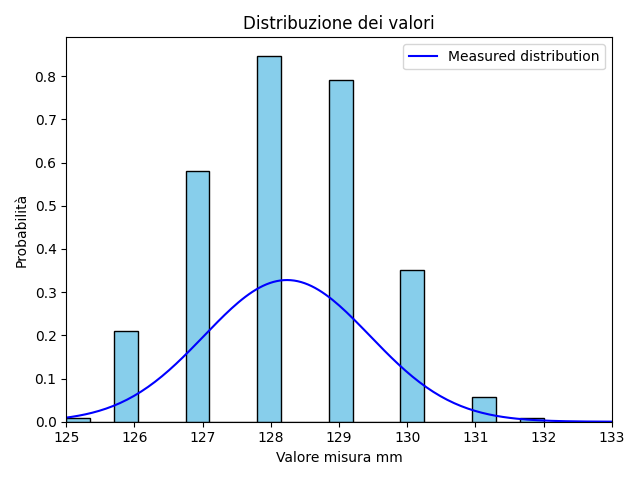 Distribuzione dei valori
Measured distribution
Probabilità
0.8
0.7
0.6
0.5
0.4
0.3
0.2
0.1
0.0
125 126 127 128 129 130 131 132 133
Valore misura mm